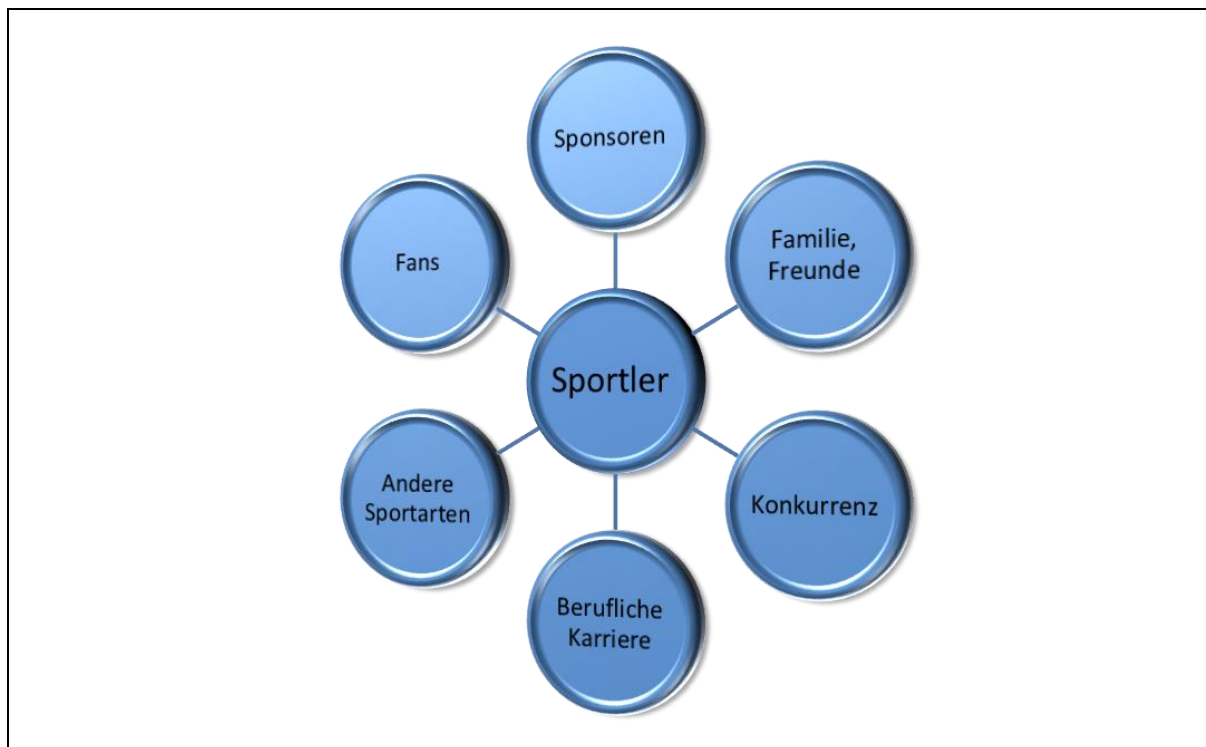 Sponsoren
Familie,
Freunde
Fans
Sportler
Andere
Sportarten
Konkurrenz
Berufliche
Karriere